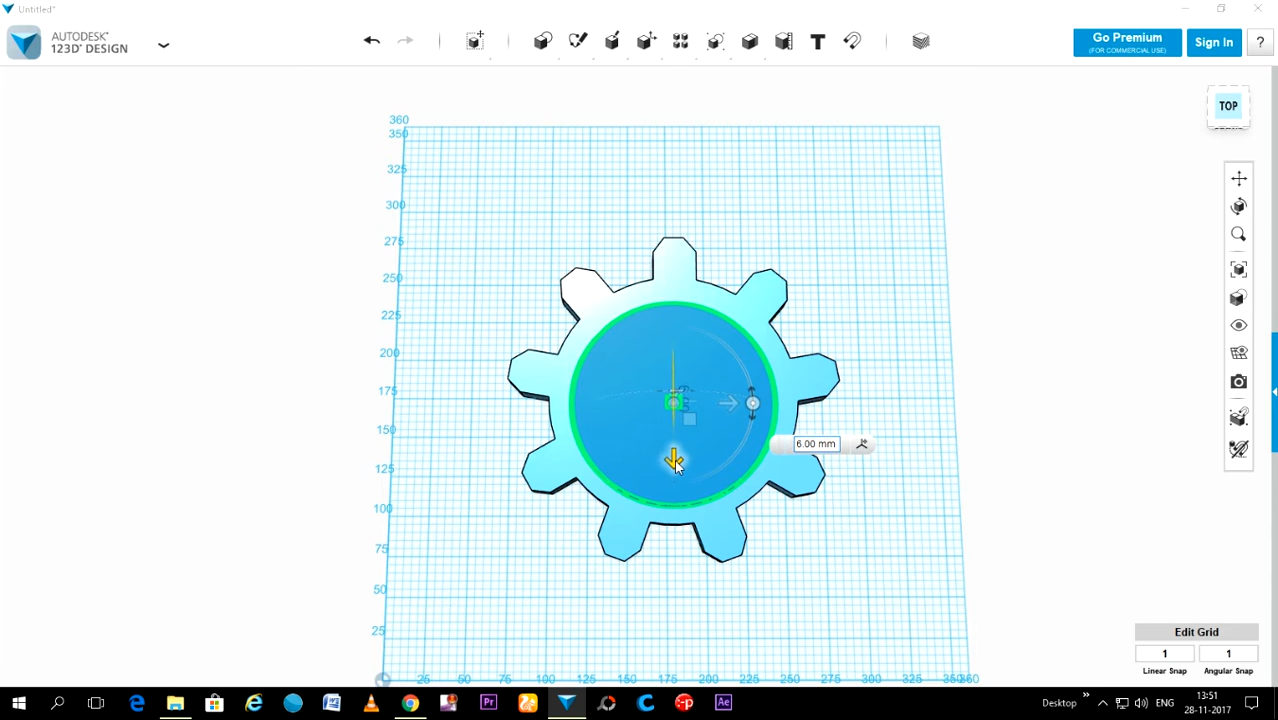 Untitled*
AUTODESK®
123D® DESIGN
Go Premium
(FOR COMMERCIAL USE)
Sign In
?
TOP
360
350
325
300
275
250
225
200
175
150
125
100
75
50
25
6.00 mm
25 50 75 100 125 150 175 200 225 250 275 300 325
Edit Grid
1 1
Linear Snap Angular Snap
Desktop
ENG
13:51
28-11-2017